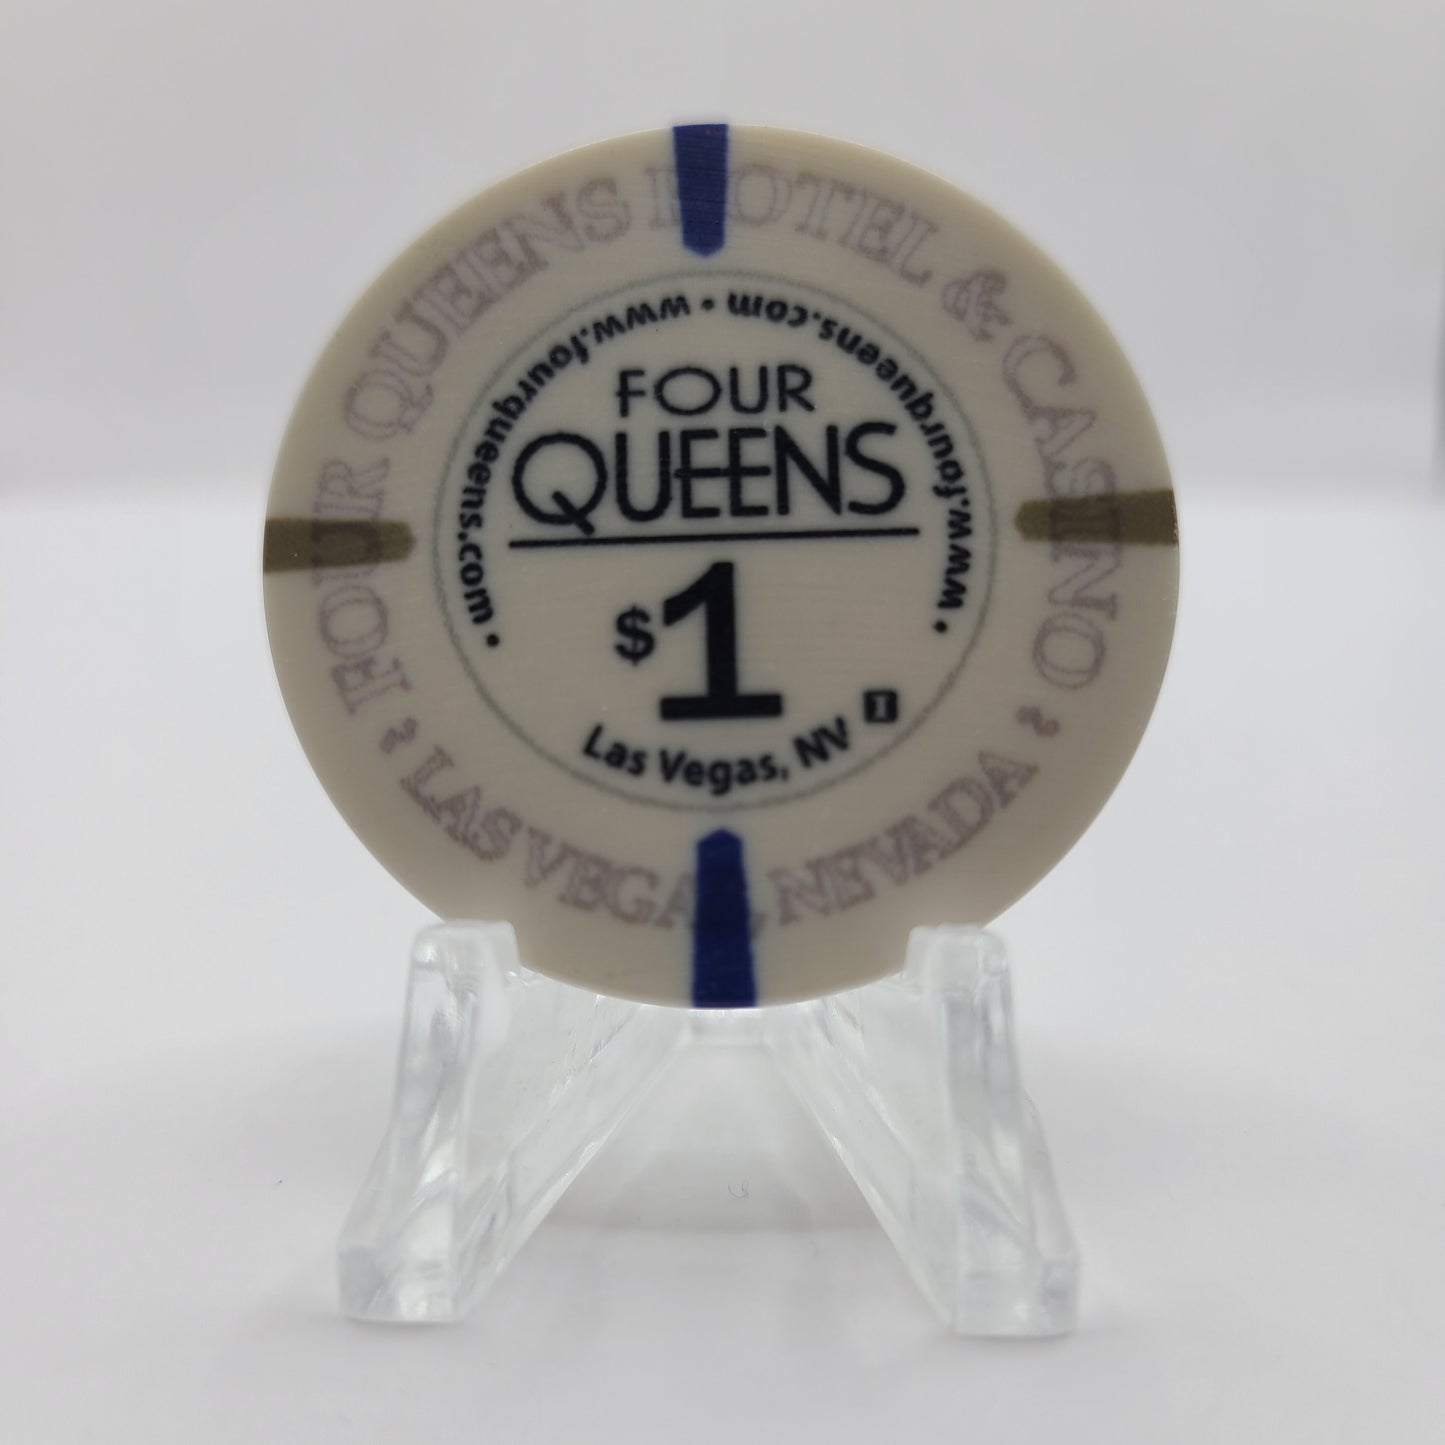 FOUR QUEENS HOTEL & CASINO
www.fourqueens.com • www.fourqueens.com •
FOUR
QUEENS
$1
Las Vegas, NV I
LAS VEGAS, NEVADA